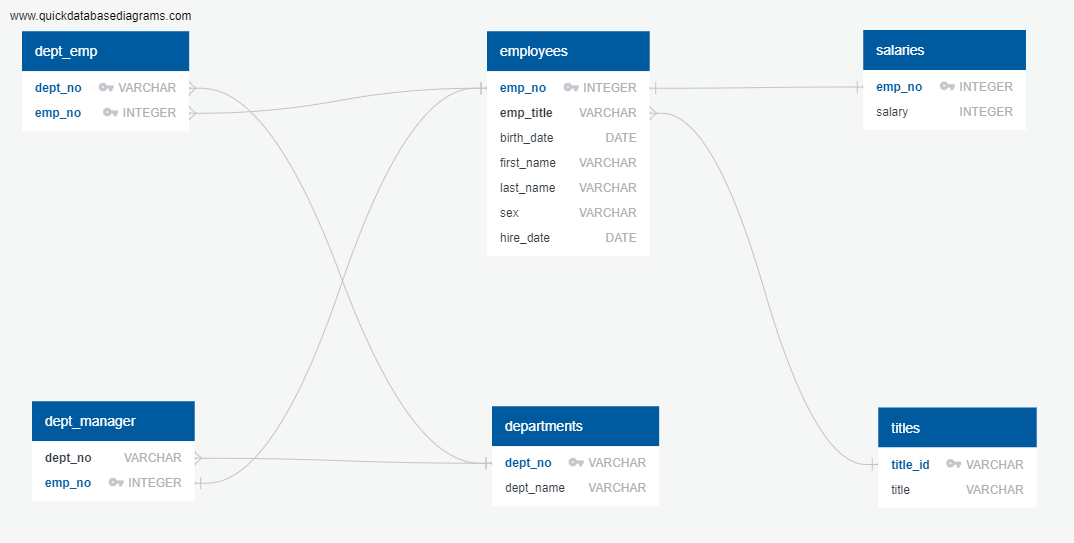 www.quickdatabasediagrams.com
dept_emp
dept_no VARCHAR
emp_no INTEGER
employees
emp_no INTEGER
emp_title VARCHAR
birth_date DATE
first_name VARCHAR
last_name VARCHAR
sex VARCHAR
hire_date DATE
salaries
emp_no INTEGER
salary INTEGER
dept_manager
dept_no VARCHAR
emp_no INTEGER
departments
dept_no VARCHAR
dept_name VARCHAR
titles
title_id VARCHAR
title VARCHAR